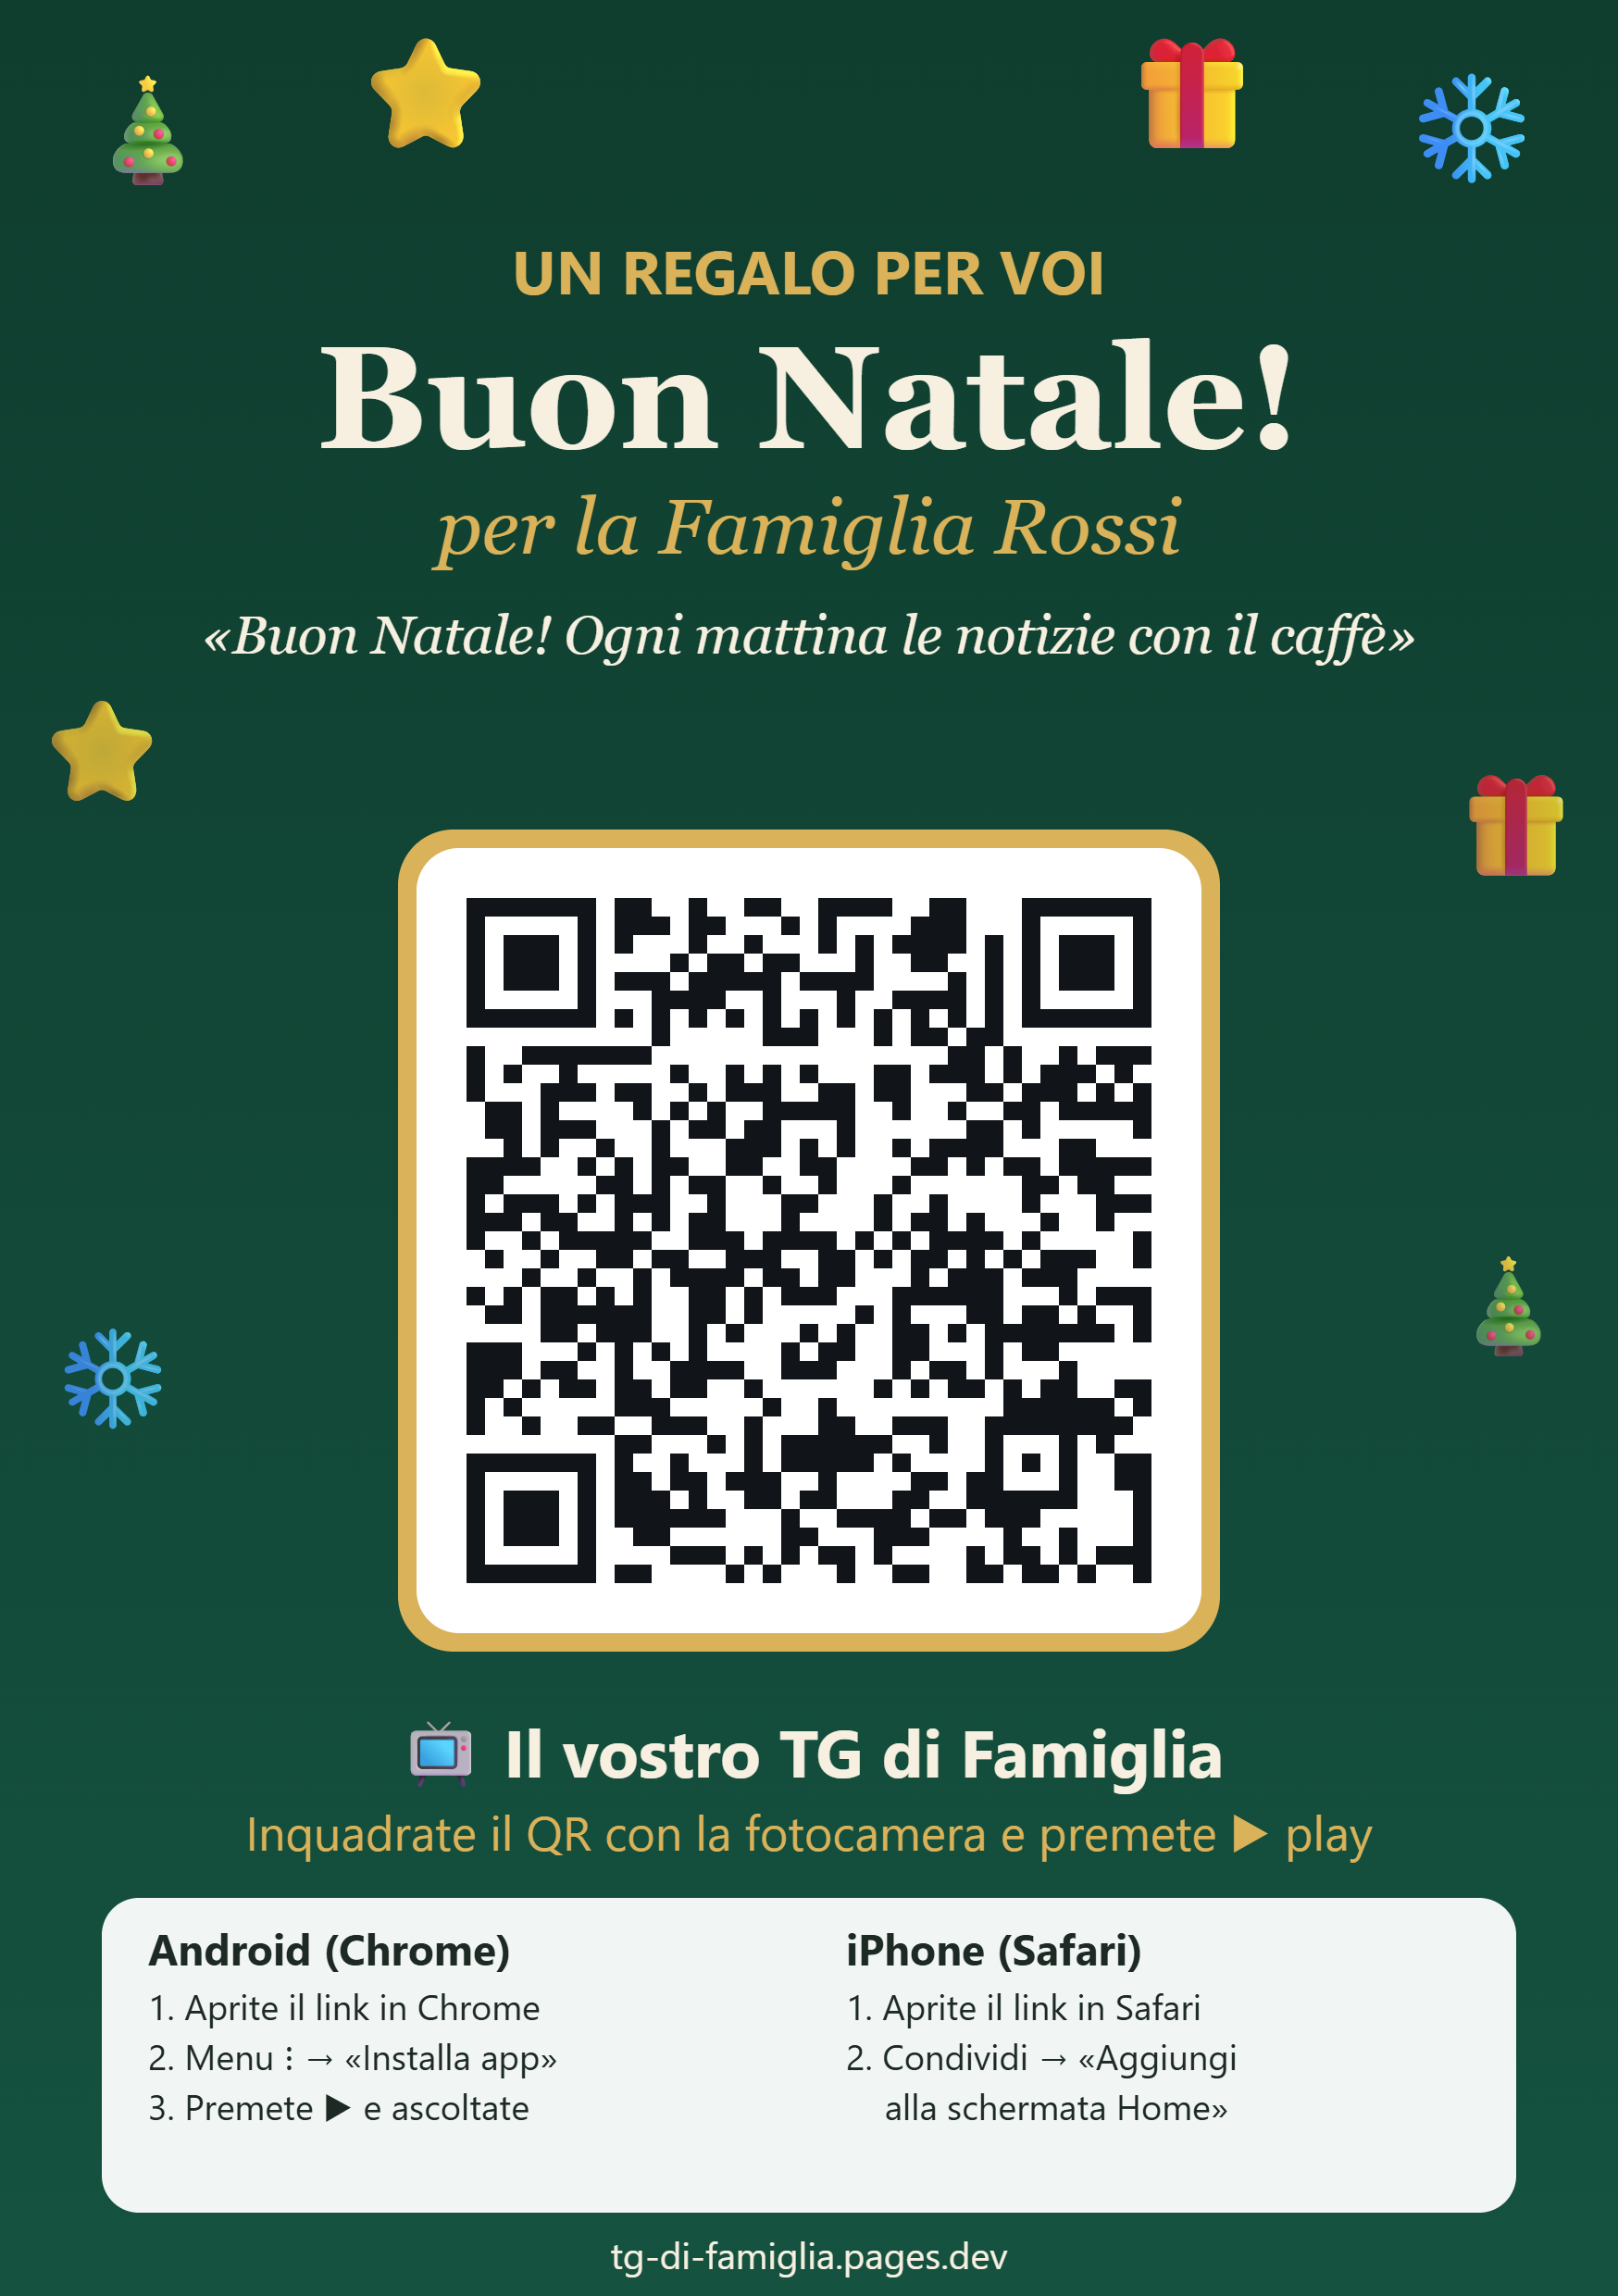 UN REGALO PER VOI
Buon Natale!
per la Famiglia Rossi
«Buon Natale! Ogni mattina le notizie con il caffè»
Il vostro TG di Famiglia
Inquadrate il QR con la fotocamera e premete ▶ play
Android (Chrome)
1. Aprite il link in Chrome
2. Menu ⋮ → «Installa app»
3. Premete ▶ e ascoltate
iPhone (Safari)
1. Aprite il link in Safari
2. Condividi → «Aggiungi
alla schermata Home»
tg-di-famiglia.pages.dev